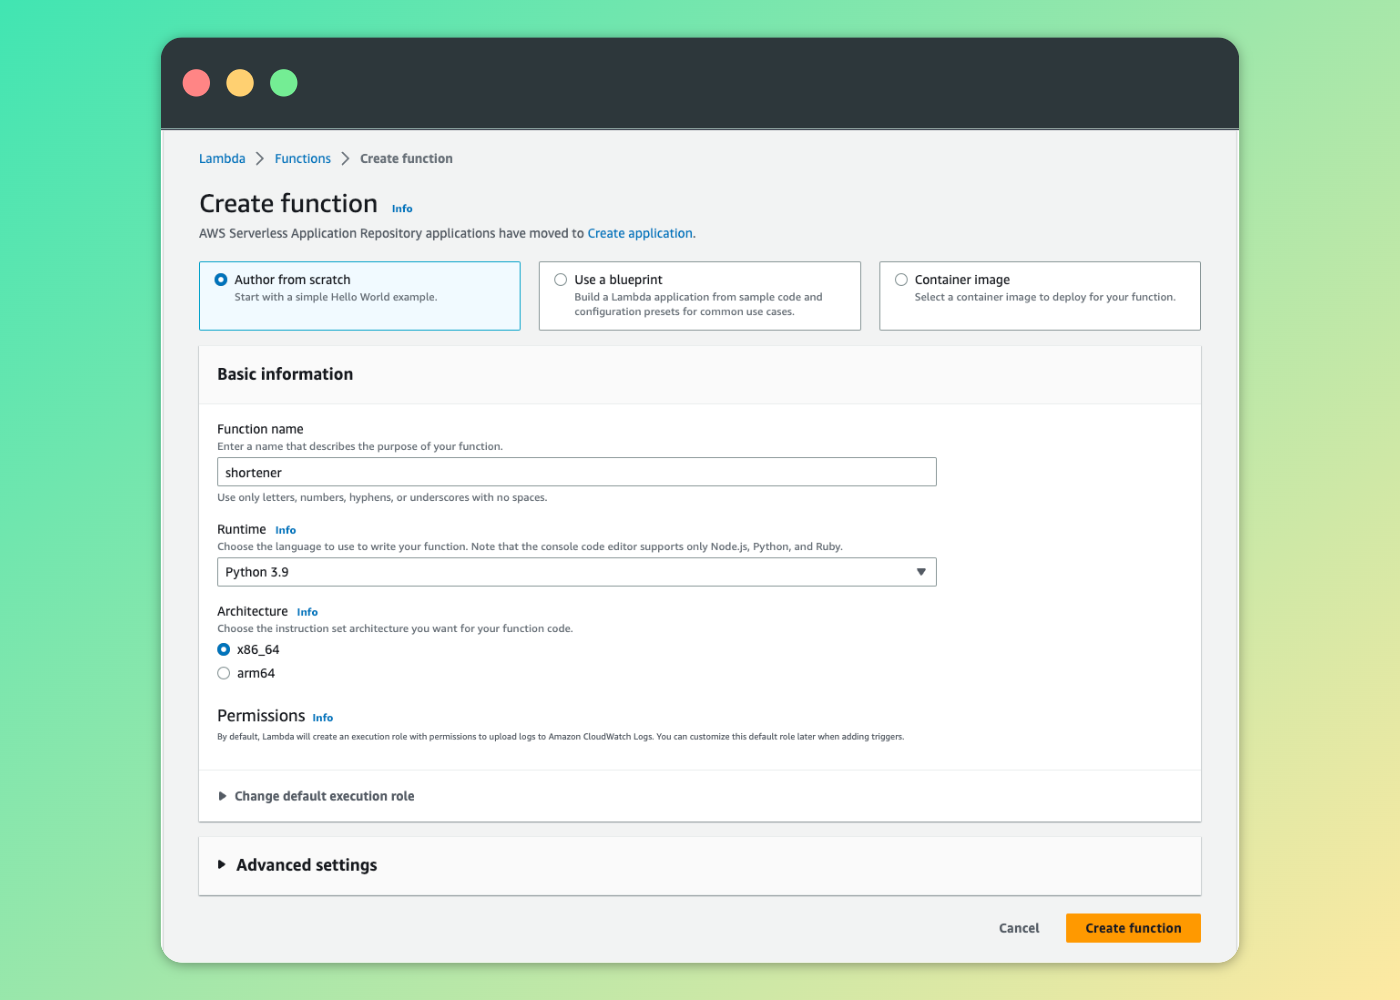 Lambda > Functions > Create function
Create function Info
AWS Serverless Application Repository applications have moved to Create application.
Author from scratch
Start with a simple Hello World example.
Use a blueprint
Build a Lambda application from sample code and
configuration presets for common use cases.
Container image
Select a container image to deploy for your function.
Basic information
Function name
Enter a name that describes the purpose of your function.
shortener
Use only letters, numbers, hyphens, or underscores with no spaces.
Runtime Info
Choose the language to use to write your function. Note that the console code editor supports only Node.js, Python, and Ruby.
Python 3.9
Architecture Info
Choose the instruction set architecture you want for your function code.
x86_64
arm64
Permissions Info
By default, Lambda will create an execution role with permissions to upload logs to Amazon CloudWatch Logs. You can customize this default role later when adding triggers.
Change default execution role
Advanced settings
Cancel
Create function